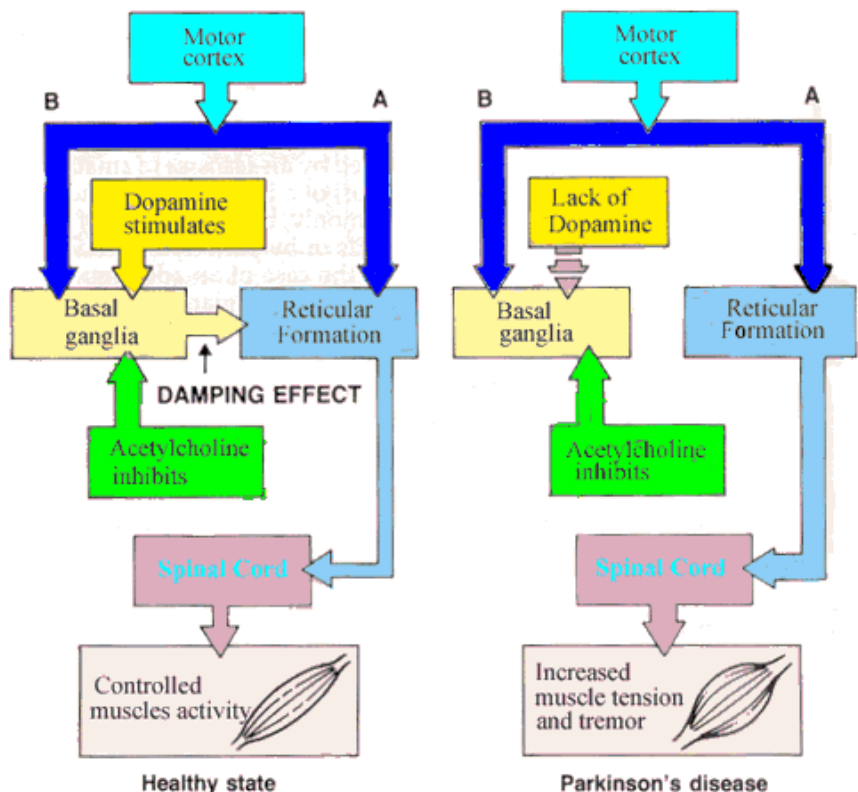 Motor
cortex
B
A
Dopamine
stimulates
Basal
ganglia
Reticular
Formation
DAMPING EFFECT
Acetylcholine
inhibits
Spinal Cord
Controlled
muscles activity
Healthy state
Motor
cortex
B
A
Lack of
Dopamine
Basal
ganglia
Reticular
Formation
Acetylcholine
inhibits
Spinal Cord
Increased
muscle tension
and tremor
Parkinson's disease